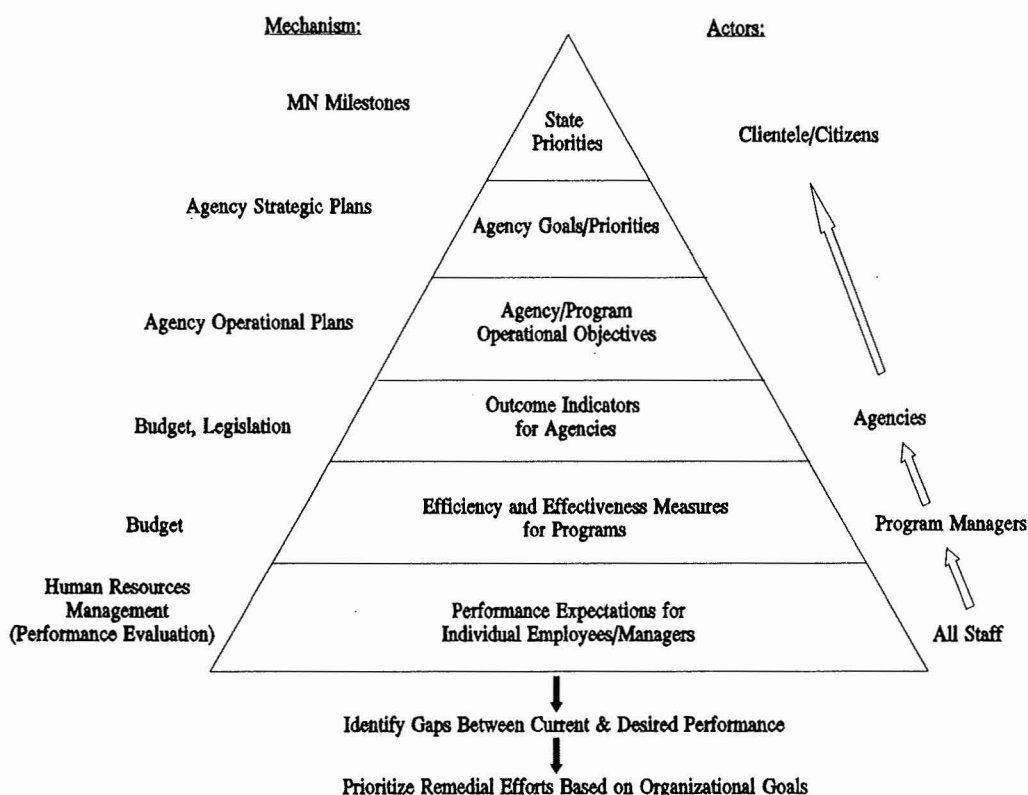 Mechanism:
Actors:
MN Milestones
State
Priorities
Clientele/Citizens
Agency Strategic Plans
Agency Goals/Priorities
Agency Operational Plans
Agency/Program
Operational Objectives
Budget, Legislation
Outcome Indicators
for Agencies
Agencies
Budget
Efficiency and Effectiveness Measures
for Programs
Program Managers
Human Resources
Management
(Performance Evaluation)
Performance Expectations for
Individual Employees/Managers
All Staff
Identify Gaps Between Current & Desired Performance
Prioritize Remedial Efforts Based on Organizational Goals